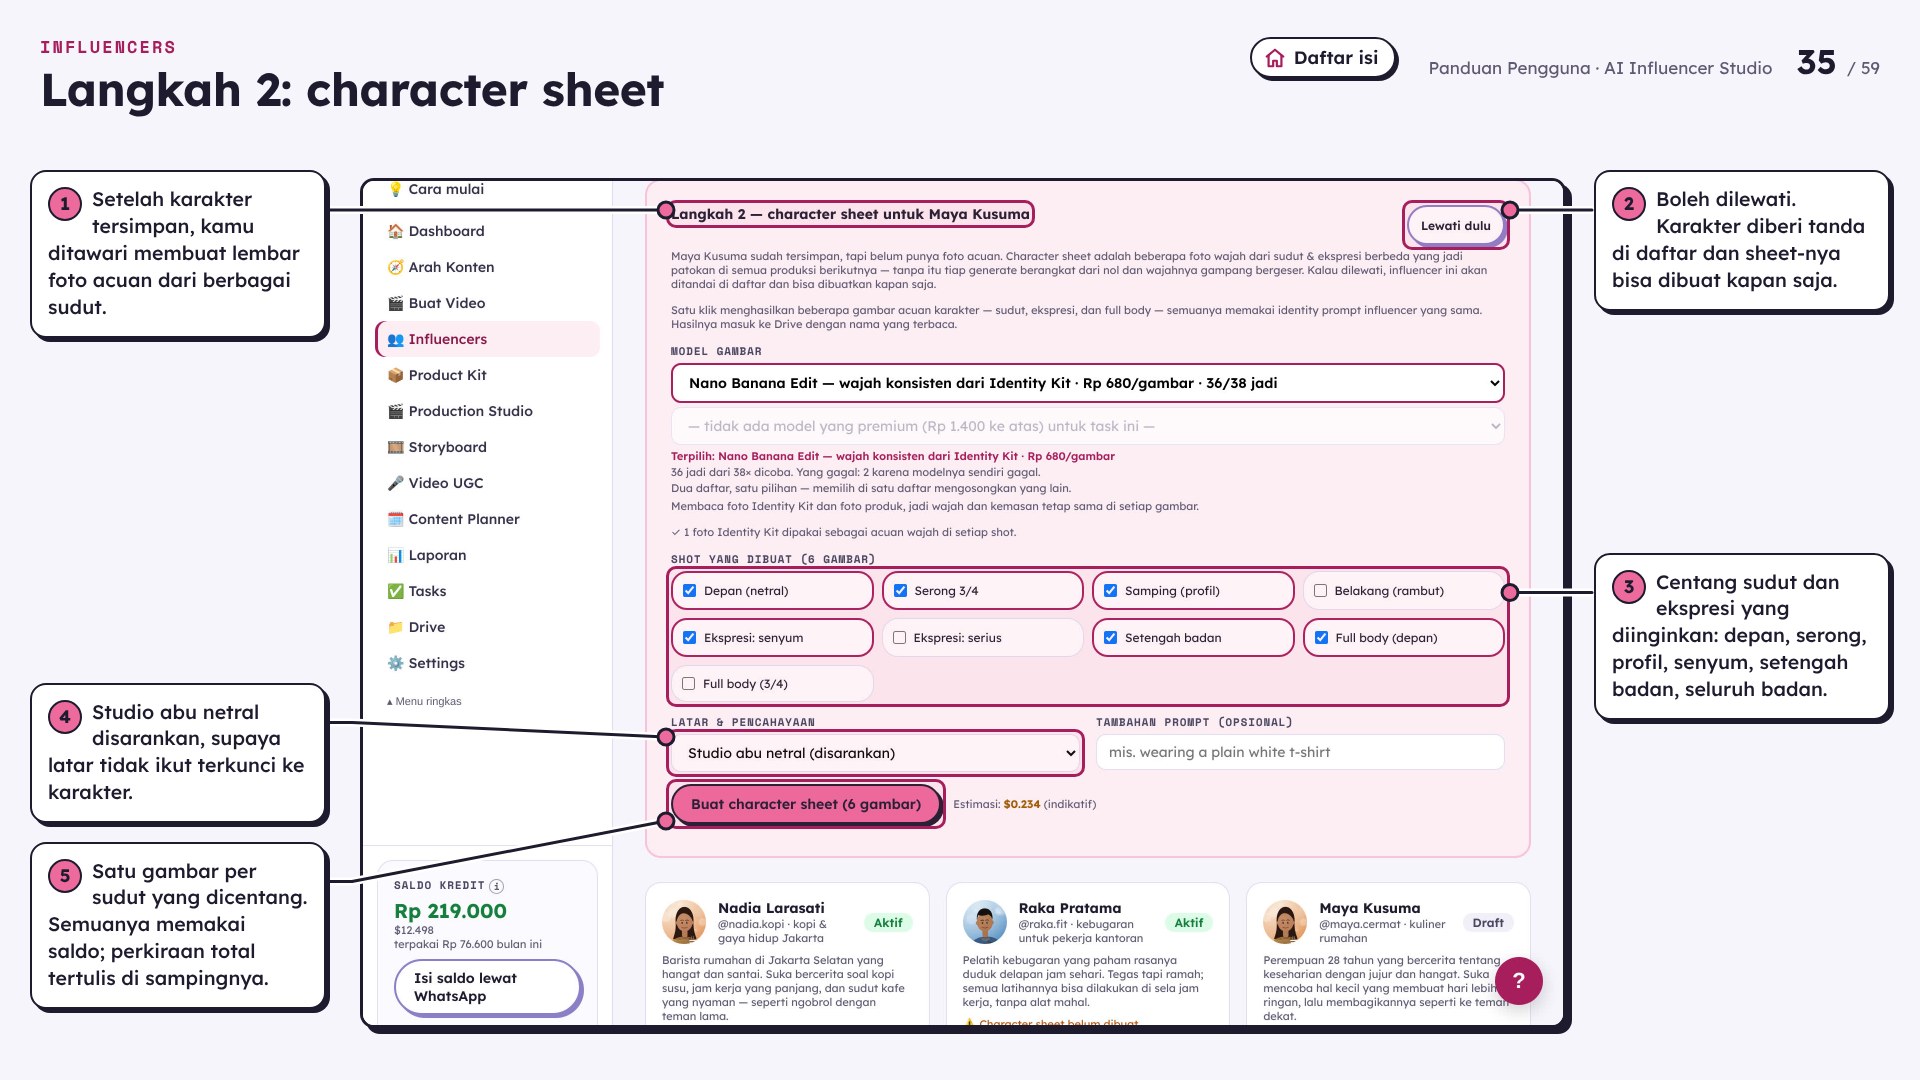 INFLUENCERS
Langkah 2: character sheet
Daftar isi
Panduan Pengguna · AI Influencer Studio
35 / 59
1
Setelah karakter
tersimpan, kamu
ditawari membuat lembar
foto acuan dari berbagai
sudut.
4
Studio abu netral
disarankan, supaya
latar tidak ikut terkunci ke
karakter.
5
Satu gambar per
sudut yang dicentang.
Semuanya memakai
saldo; perkiraan total
tertulis di sampingnya.
Cara mulai
Dashboard
Arah Konten
Buat Video
Influencers
Product Kit
Production Studio
Storyboard
Video UGC
Content Planner
Laporan
Tasks
Drive
Settings
▴ Menu ringkas
SALDO KREDIT i
Rp 219.000
$12.498
terpakai Rp 76.600 bulan ini
Isi saldo lewat
WhatsApp
Langkah 2 — character sheet untuk Maya Kusuma
Lewati dulu
Maya Kusuma sudah tersimpan, tapi belum punya foto acuan. Character sheet adalah beberapa foto wajah dari sudut & ekspresi berbeda yang jadi
patokan di semua produksi berikutnya — tanpa itu tiap generate berangkat dari nol dan wajahnya gampang bergeser. Kalau dilewati, influencer ini akan
ditandai di daftar dan bisa dibuatkan kapan saja.
Satu klik menghasilkan beberapa gambar acuan karakter — sudut, ekspresi, dan full body — semuanya memakai identity prompt influencer yang sama.
Hasilnya masuk ke Drive dengan nama yang terbaca.
MODEL GAMBAR
Nano Banana Edit — wajah konsisten dari Identity Kit · Rp 680/gambar · 36/38 jadi
— tidak ada model yang premium (Rp 1.400 ke atas) untuk task ini —
Terpilih: Nano Banana Edit — wajah konsisten dari Identity Kit · Rp 680/gambar
36 jadi dari 38× dicoba. Yang gagal: 2 karena modelnya sendiri gagal.
Dua daftar, satu pilihan — memilih di satu daftar mengosongkan yang lain.
Membaca foto Identity Kit dan foto produk, jadi wajah dan kemasan tetap sama di setiap gambar.
✓ 1 foto Identity Kit dipakai sebagai acuan wajah di setiap shot.
SHOT YANG DIBUAT (6 GAMBAR)
Depan (netral)
Serong 3/4
Samping (profil)
Belakang (rambut)
Ekspresi: senyum
Ekspresi: serius
Setengah badan
Full body (depan)
Full body (3/4)
LATAR & PENCAHAYAAN
TAMBAHAN PROMPT (OPSIONAL)
Studio abu netral (disarankan)
mis. wearing a plain white t-shirt
Buat character sheet (6 gambar)
Estimasi: $0.234 (indikatif)
Nadia Larasati
@nadia.kopi · kopi &
gaya hidup Jakarta
Aktif
Barista rumahan di Jakarta Selatan yang
hangat dan santai. Suka bercerita soal kopi
susu, jam kerja yang panjang, dan sudut kafe
yang nyaman — seperti ngobrol dengan
teman lama.
Raka Pratama
@raka.fit · kebugaran
untuk pekerja kantoran
Aktif
Pelatih kebugaran yang paham rasanya
duduk delapan jam sehari. Tegas tapi ramah;
semua latihannya bisa dilakukan di sela jam
kerja, tanpa alat mahal.
Character sheet belum dibuat
Maya Kusuma
@maya.cermat · kuliner
rumahan
Draft
Perempuan 28 tahun yang bercerita tentang
keseharian dengan jujur dan hangat. Suka
mencoba hal kecil yang membuat hari lebih
ringan, lalu membagikannya seperti ke teman
dekat.
?
2
Boleh dilewati.
Karakter diberi tanda
di daftar dan sheet-nya
bisa dibuat kapan saja.
3
Centang sudut dan
ekspresi yang
diinginkan: depan, serong,
profil, senyum, setengah
badan, seluruh badan.